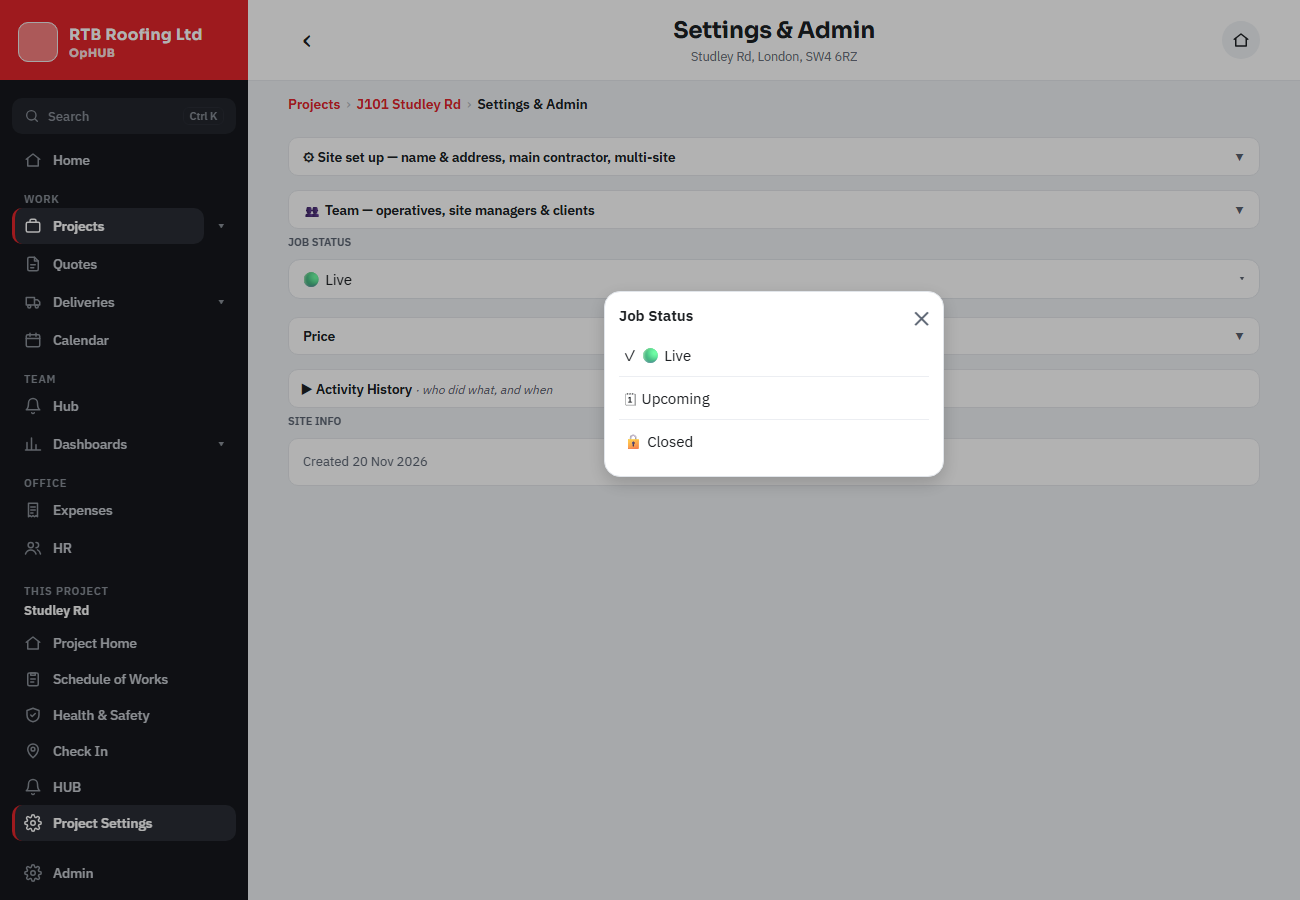 RTB Roofing Ltd
OpHUB
Search Ctrl K
Home
WORK
Projects
Quotes
Deliveries
Calendar
TEAM
Hub
Dashboards
OFFICE
Expenses
HR
THIS PROJECT
Studley Rd
Project Home
Schedule of Works
Health & Safety
Check In
HUB
Project Settings
Admin
Settings & Admin
Studley Rd, London, SW4 6RZ
Projects › J101 Studley Rd › Settings & Admin
⚙ Site set up — name & address, main contractor, multi-site ▼
👥 Team — operatives, site managers & clients ▼
JOB STATUS
🟢 Live
Price ▼
▶ Activity History · who did what, and when
SITE INFO
Created 20 Nov 2026
Job Status
✓ 🟢 Live
🗓 Upcoming
🔒 Closed